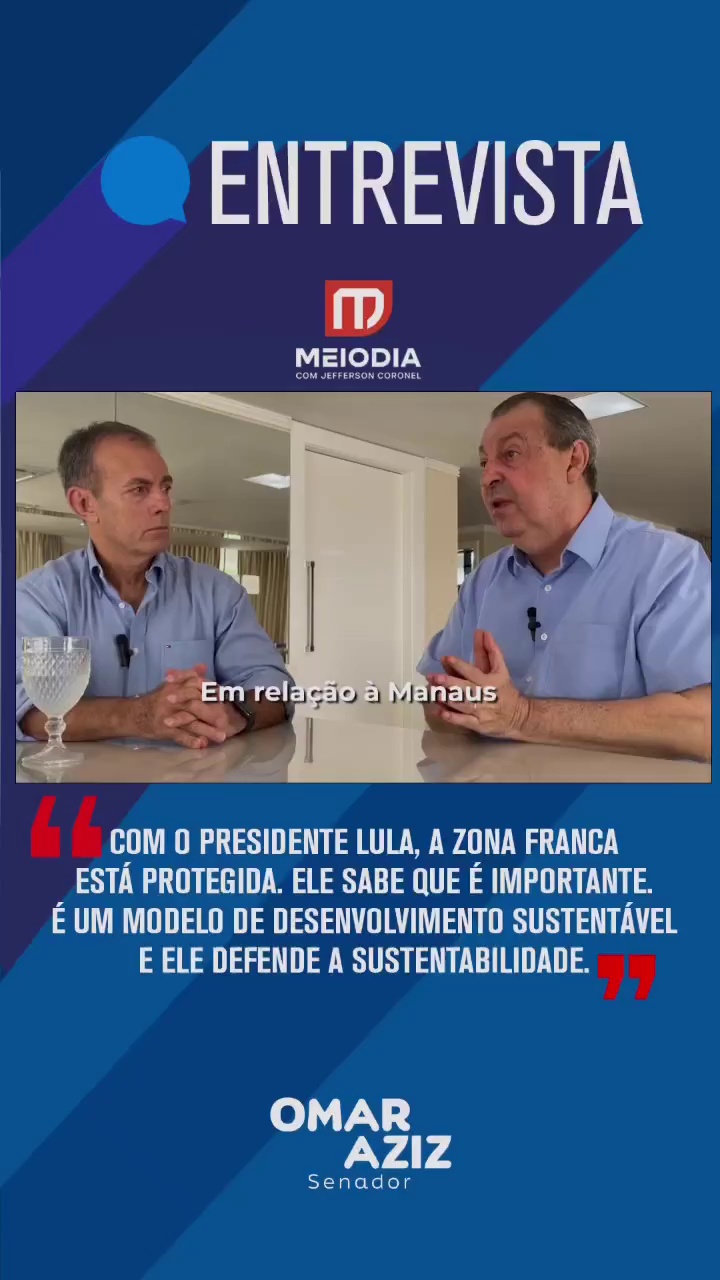 ENTREVISTA
MEIODIA
COM JEFFERSON CORONEL
Em relação à Manaus
COM O PRESIDENTE LULA, A ZONA FRANCA
ESTÁ PROTEGIDA. ELE SABE QUE É IMPORTANTE.
É UM MODELO DE DESENVOLVIMENTO SUSTENTÁVEL
E ELE DEFENDE A SUSTENTABILIDADE.
OMAR
AZIZ
Senador